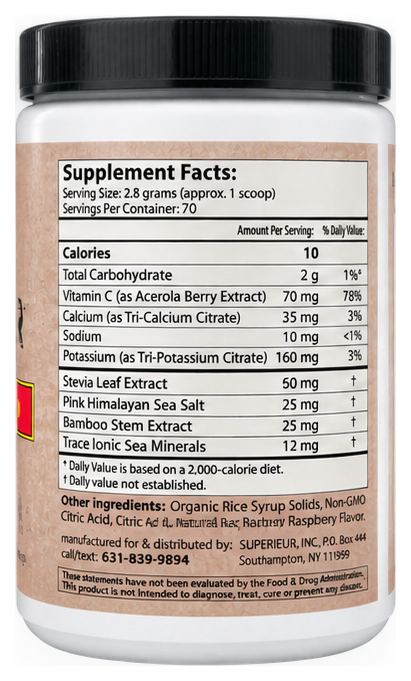 Supplement Facts:
Serving Size: 2.8 grams (approx. 1 scoop)
Servings Per Container: 70
Amount Per Serving: % Daily Value:
Calories 10
Total Carbohydrate 2 g 1%*
Vitamin C (as Acerola Berry Extract) 70 mg 78%
Calcium (as Tri-Calcium Citrate) 35 mg 3%
Sodium 10 mg <1%
Potassium (as Tri-Potassium Citrate) 160 mg 3%
Stevia Leaf Extract 50 mg †
Pink Himalayan Sea Salt 25 mg †
Bamboo Stem Extract 25 mg †
Trace Ionic Sea Minerals 12 mg †
* Daily Value is based on a 2,000-calorie diet.
† Daily value not established.
Other ingredients: Organic Rice Syrup Solids, Non-GMO
Citric Acid, Citric Raspberry Flavor.
manufactured for & distributed by: SUPERIEUR, INC, P.O. Box 444
call/text: 631-839-9894 Southampton, NY
These statements have not been evaluated by the Food & Drug
This product is not intended to diagnose, treat, cure or prevent any disease.